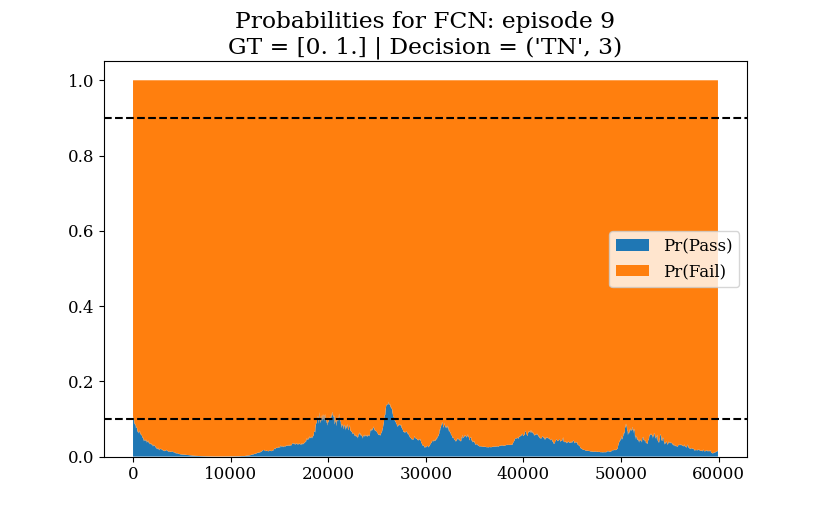 Probabilities for FCN: episode 9
GT = [0. 1.] | Decision = ('TN', 3)
1.0
0.8
0.6
0.4
0.2
0.0
Pr(Pass)
Pr(Fail)
0 10000 20000 30000 40000 50000 60000